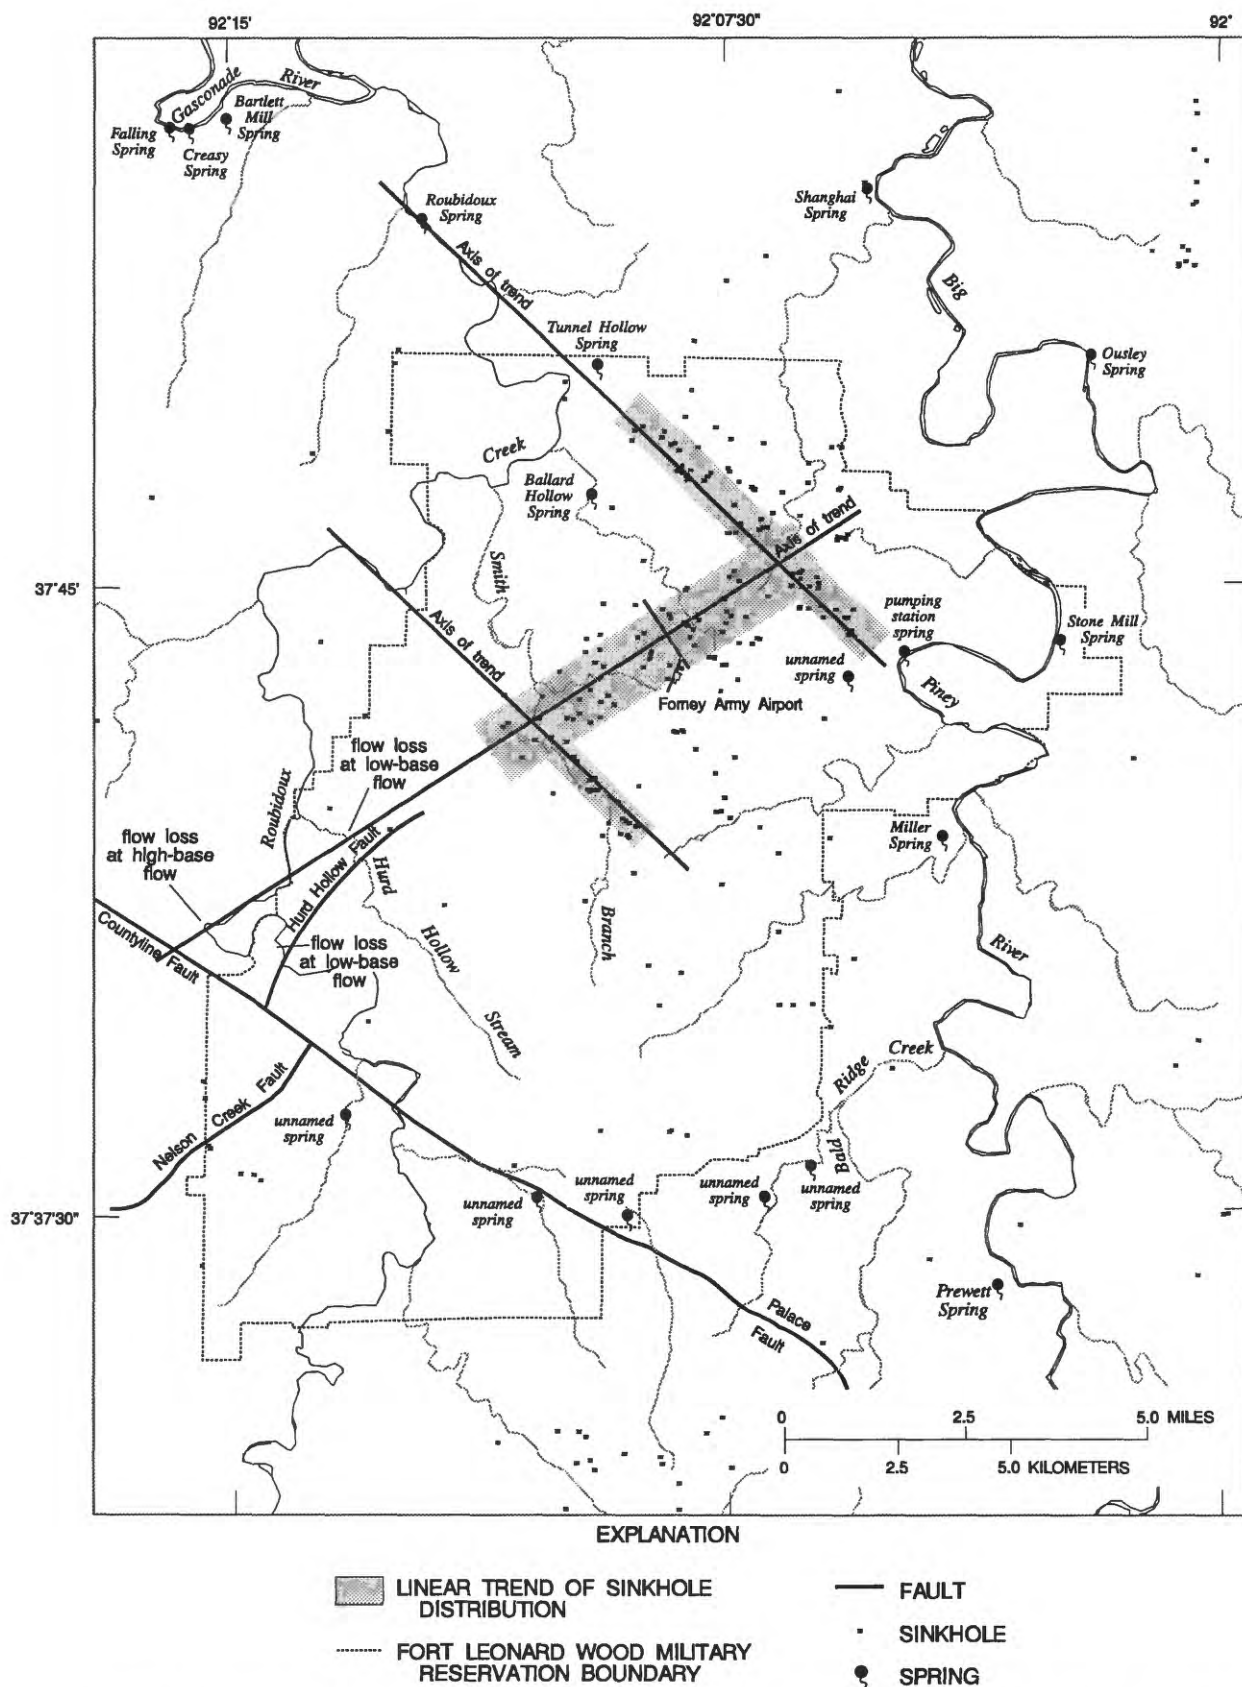 92°15'
92°07'30"
92°
Gasconade
River
Bartlett
Mill
Spring
Falling
Spring
Creasy
Spring
Roubidoux
Spring
Shanghai
Spring
Axis of trend
Big
Tunnel Hollow
Spring
Ousley
Spring
Creek
Ballard
Hollow
Spring
Axis of trend
Smith
37°45'
Axis of trend
pumping
station
spring
Stone Mill
Spring
unnamed
spring
Piney
Forney Army Airport
flow loss
at low-base
flow
Roubidoux
flow loss
at high-base
flow
Miller
Spring
Hurd Hollow Fault
Hurd
Hollow
Stream
Countyline Fault
flow loss
at low-base
flow
Branch
River
Creek
Ridge
Bald
Nelson Creek Fault
unnamed
spring
unnamed
spring
unnamed
spring
unnamed
spring
unnamed
spring
37°37'30"
Prewett
Spring
Palace
Fault
0 2.5 5.0 MILES
0 2.5 5.0 KILOMETERS
EXPLANATION
LINEAR TREND OF SINKHOLE
DISTRIBUTION
FORT LEONARD WOOD MILITARY
RESERVATION BOUNDARY
FAULT
SINKHOLE
SPRING